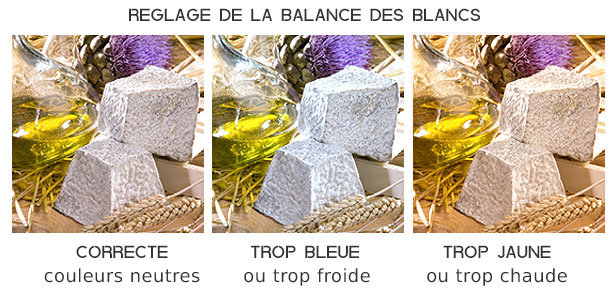 REGLAGE DE LA BALANCE DES BLANCS
CORRECTE
couleurs neutres
TROP BLEUE
ou trop froide
TROP JAUNE
ou trop chaude